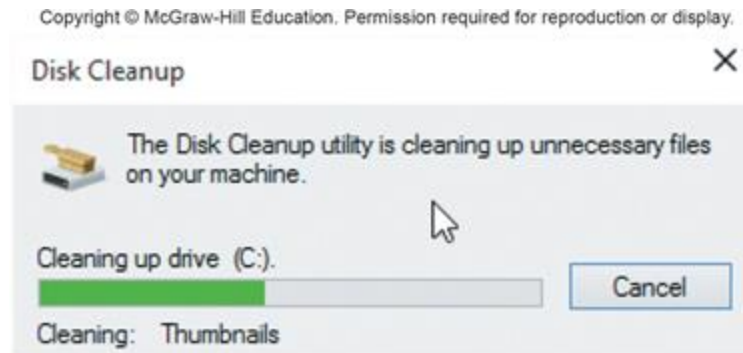 Copyright © McGraw-Hill Education. Permission required for reproduction or display.
Disk Cleanup
The Disk Cleanup utility is cleaning up unnecessary files
on your machine.
Cleaning up drive (C:).
Cancel
Cleaning: Thumbnails